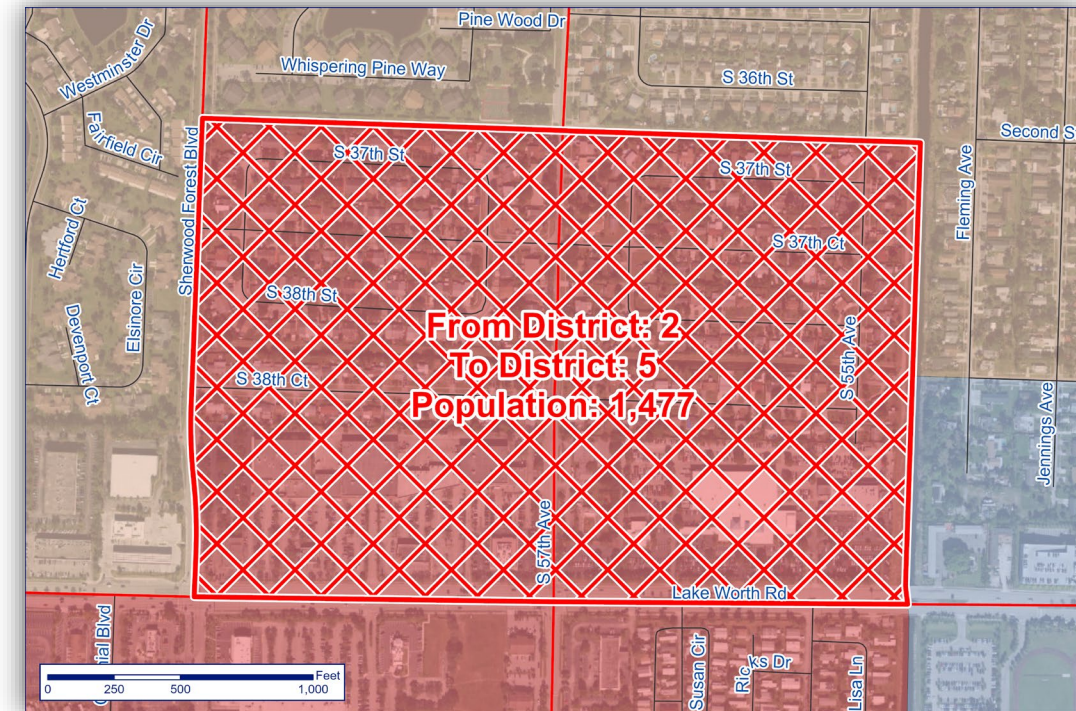 Pine Wood Dr
Westminster Dr
Whispering Pine Way
S 36th St
Fairfield Cir
Sherwood Forest Blvd
Second S
Fleming Ave
S 37th St
S 37th St
Hertford Ct
S 37th Ct
Elsinore Cir
S 38th St
Devenport Ct
From District: 2
To District: 5
Population: 1,477
S 55th Ave
S 38th Ct
Jennings Ave
S 57th Ave
Lake Worth Rd
nial Blvd
Susan Cir
Ricks Dr
Lisa Ln
Feet
0 250 500 1,000